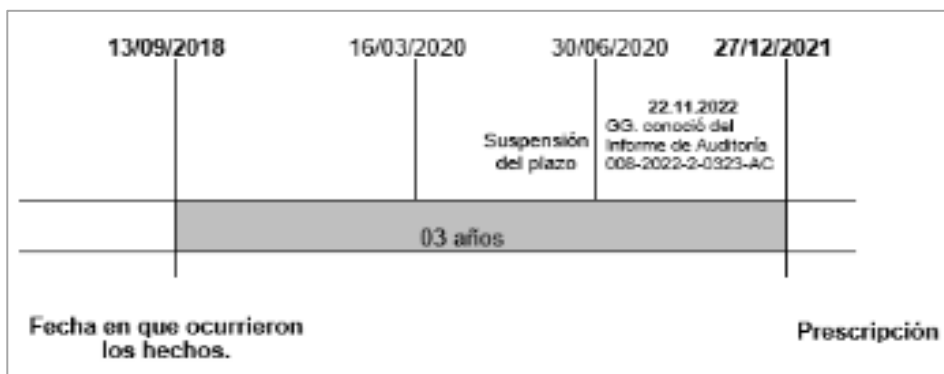 13/09/2018 16/03/2020 30/06/2020 27/12/2021
22.11.2022
GG. conoció del
Informe de Auditoría
008-2022-2-0323-AC
Suspensión
del plazo
03 años
Fecha en que ocurrieron
los hechos.
Prescripción